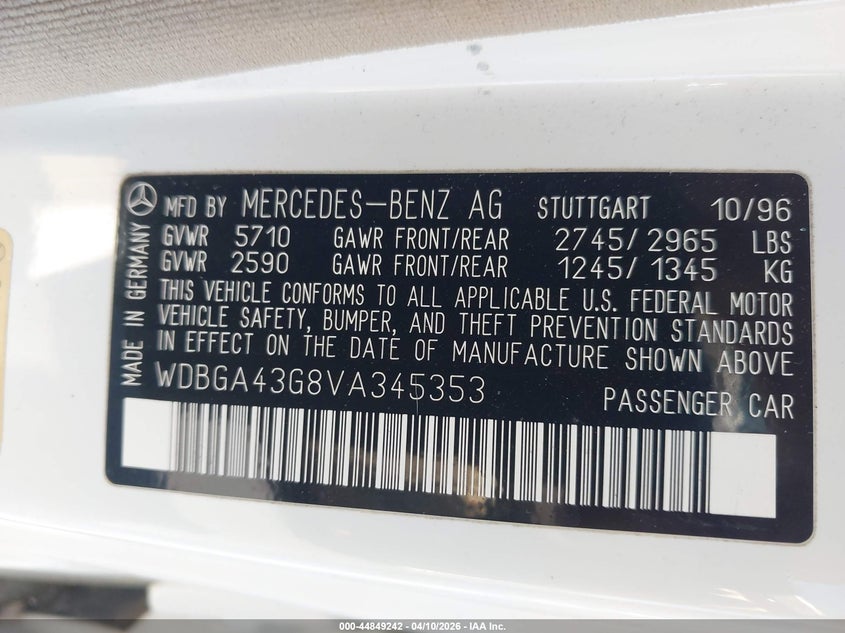 MADE IN GERMANY
MFD BY MERCEDES-BENZ AG STUTTGART 10/96
GVWR 5710 GAWR FRONT/REAR 2745/2965 LBS
GVWR 2590 GAWR FRONT/REAR 1245/1345 KG
THIS VEHICLE CONFORMS TO ALL APPLICABLE U.S. FEDERAL MOTOR
VEHICLE SAFETY, BUMPER, AND THEFT PREVENTION STANDARDS
IN EFFECT ON THE DATE OF MANUFACTURE SHOWN ABOVE
WDBGA43G8VA345353 PASSENGER CAR
000-44849242 - 04/10/2026 - IAA Inc.